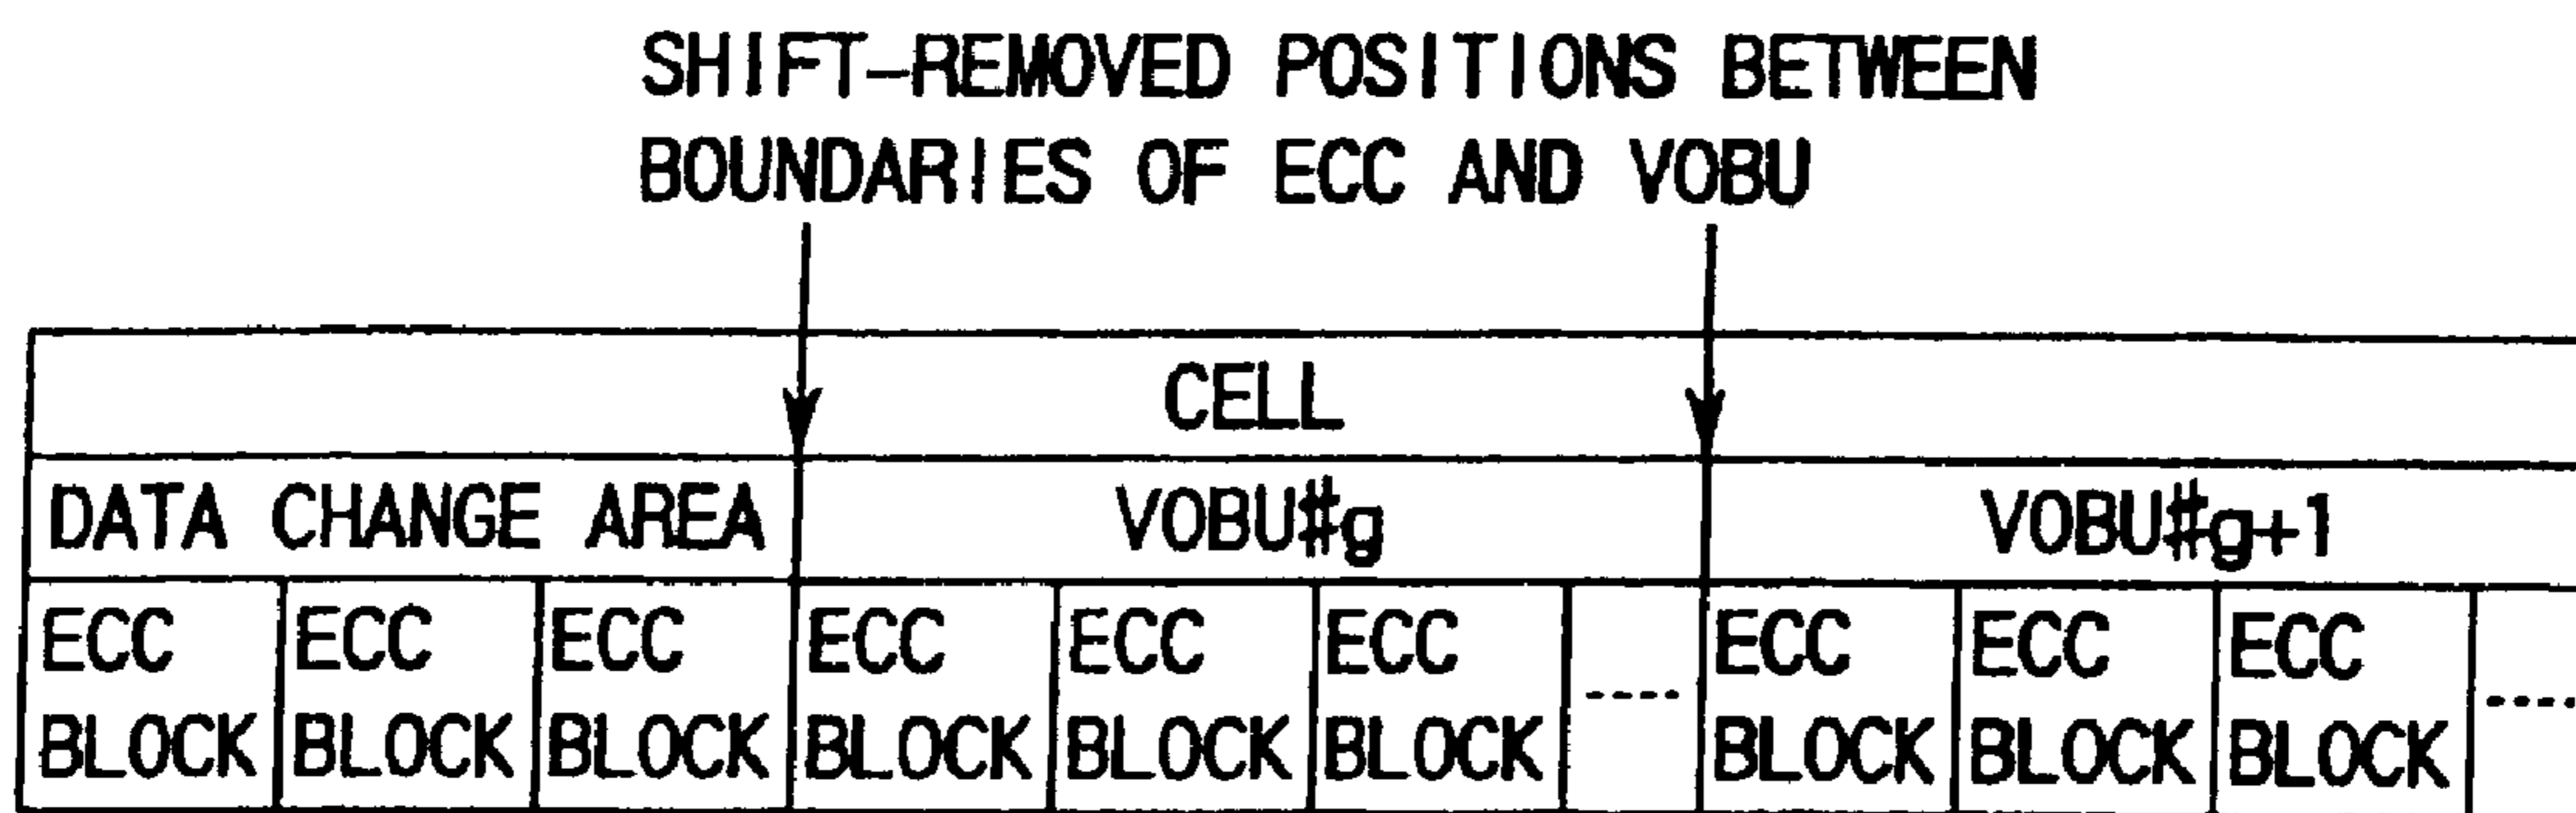 SHIFT-REMOVED POSITIONS BETWEEN
BOUNDARIES OF ECC AND VOBU
CELL
DATA CHANGE AREA VOBU#g VOBU#g+1
ECC ECC ECC ECC ECC ECC ECC ECC ECC
BLOCK BLOCK BLOCK BLOCK BLOCK BLOCK ---- BLOCK BLOCK BLOCK ----